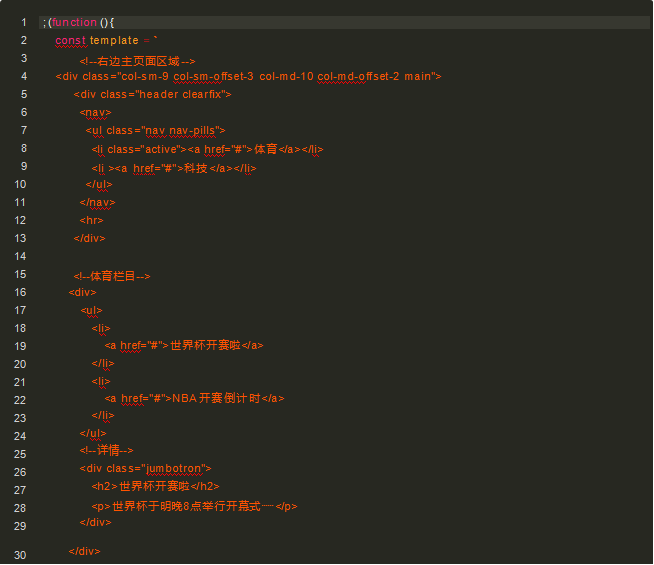 1 ;(function (){
2 const template = `
3 <!--右边主页面区域-->
4 <div class="col-sm-9 col-sm-offset-3 col-md-10 col-md-offset-2 main">
5 <div class="header clearfix">
6 <nav>
7 <ul class="nav nav-pills">
8 <li class="active"><a href="#">体育</a></li>
9 <li ><a href="#">科技</a></li>
10 </ul>
11 </nav>
12 <hr>
13 </div>
14
15 <!--体育栏目-->
16 <div>
17 <ul>
18 <li>
19 <a href="#">世界杯开赛啦</a>
20 </li>
21 <li>
22 <a href="#">NBA 开赛倒计时</a>
23 </li>
24 </ul>
25 <!--详情-->
26 <div class="jumbotron">
27 <h2>世界杯开赛啦</h2>
28 <p>世界杯于明晚8点举行开幕式……</p>
29 </div>
30 </div>